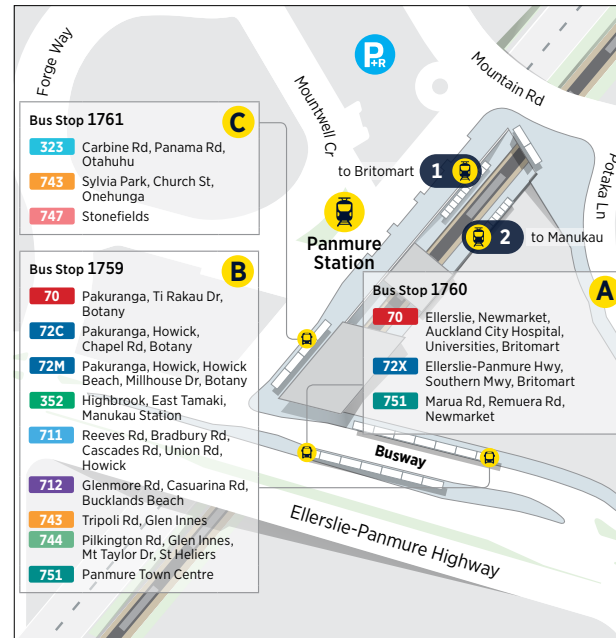 Forge Way
Mountwell Cr
P
+R
Mountain Rd
Potaka Ln
Bus Stop 1761
C
323 Carbine Rd, Panama Rd,
Otahuhu
743 Sylvia Park, Church St,
Onehunga
747 Stonefields
to Britomart 1
2 to Manukau
Panmure
Station
Bus Stop 1759
B
70 Pakuranga, Ti Rakau Dr,
Botany
72C Pakuranga, Howick,
Chapel Rd, Botany
72M Pakuranga, Howick, Howick
Beach, Millhouse Dr, Botany
352 Highbrook, East Tamaki,
Manukau Station
711 Reeves Rd, Bradbury Rd,
Cascades Rd, Union Rd,
Howick
712 Glenmore Rd, Casuarina Rd,
Bucklands Beach
743 Tripoli Rd, Glen Innes
744 Pilkington Rd, Glen Innes,
Mt Taylor Dr, St Heliers
751 Panmure Town Centre
Bus Stop 1760
A
70 Ellerslie, Newmarket,
Auckland City Hospital,
Universities, Britomart
72X Ellerslie-Panmure Hwy,
Southern Mwy, Britomart
751 Marua Rd, Remuera Rd,
Newmarket
Busway
Ellerslie-Panmure Highway